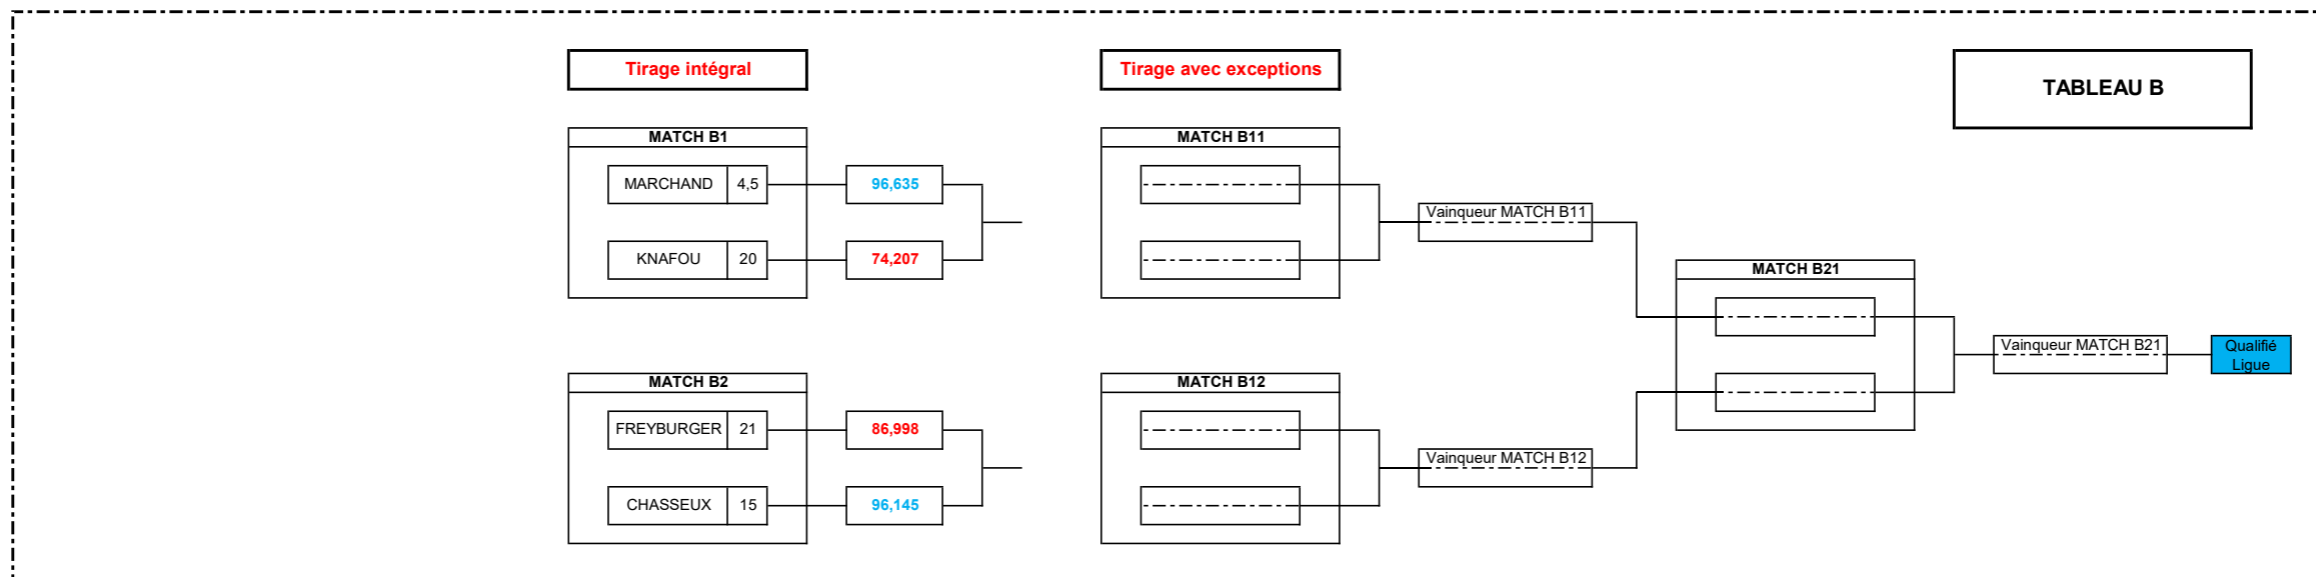 Tirage intégral
Tirage avec exceptions
TABLEAU B
MATCH B1
MARCHAND 4,5 96,635
KNAFOU 20 74,207
MATCH B2
FREYBURGER 21 86,998
CHASSEUX 15 96,145
MATCH B11
Vainqueur MATCH B11
MATCH B12
Vainqueur MATCH B12
MATCH B21
Vainqueur MATCH B21
Qualifié
Ligue